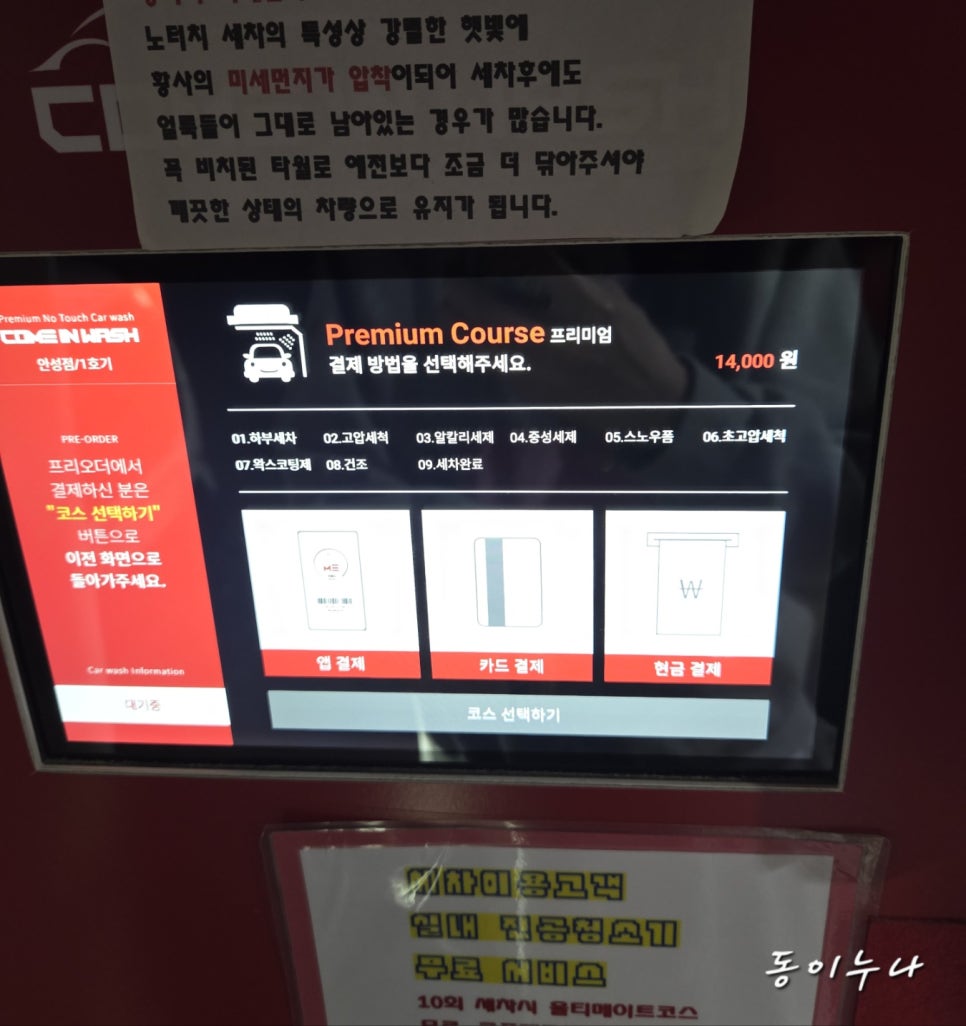 노터치 세차의 특성상 강렬한 햇빛에
황사의 미세먼지가 압착이되어 세차후에도
얼룩들이 그대로 남아있는 경우가 많습니다.
꼭 비치된 타월로 예전보다 조금 더 닦아주셔야
깨끗한 상태의 차량으로 유지가 됩니다.
Premium No Touch Car wash
COME IN WASH
안성점/1호기
PRE-ORDER
프리오더에서
결제하신 분은
"코스 선택하기"
버튼으로
이전 화면으로
돌아가주세요.
Car wash Information
대기중
Premium Course 프리미엄
결제 방법을 선택해주세요.
14,000 원
01.하부세차 02.고압세척 03.알칼리세제 04.중성세제 05.스노우폼 06.초고압세척
07.왁스코팅제 08.건조 09.세차완료
₩
앱 결제 카드 결제 현금 결제
코스 선택하기
세차이용고객
실내 진공청소기
무료 서비스
10회 세차시 울티메이트코스
동이누나